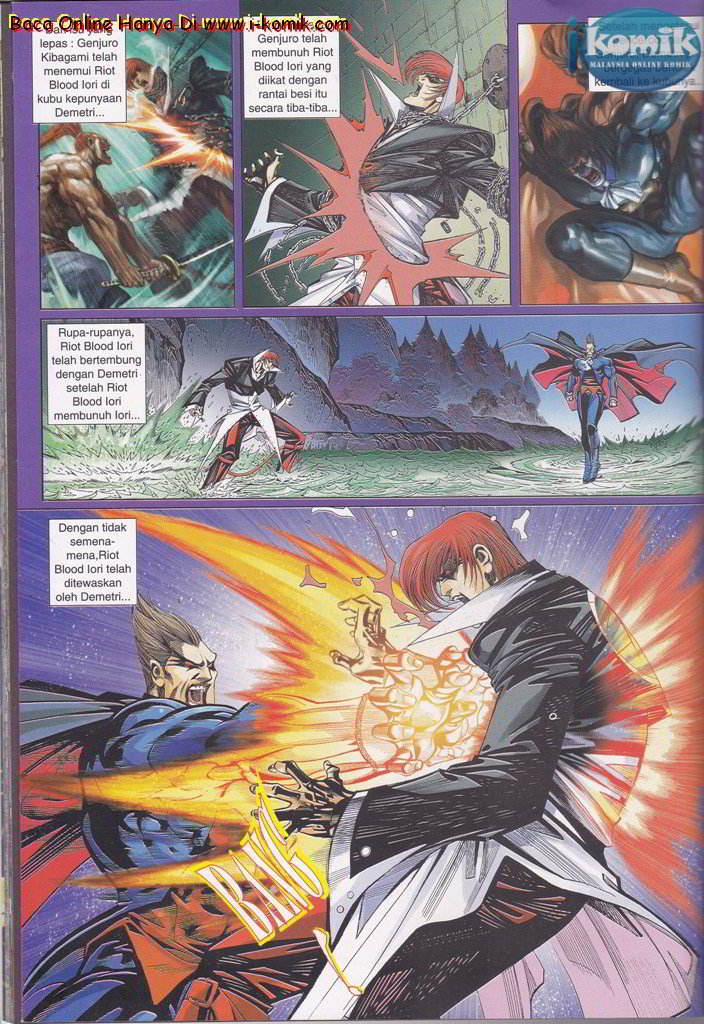 Baca Online Hanya Di www.i-komik.com
lepas : Genjuro
Kibagami telah
menemui Riot
Blood Iori di
kubu kepunyaan
Demetri...
Genjuro telah
membunuh Riot
Blood Iori yang
diikat dengan
rantai besi itu
secara tiba-tiba...
i-komik
MALAYSIA ONLINE KOMIK
kembali ke
Rupa-rupanya,
Riot Blood Iori
telah bertembung
dengan Demetri
setelah Riot
Blood Iori
membunuh Iori...
Dengan tidak
semena-
mena,Riot
Blood Iori telah
ditewaskan
oleh Demetri...
BANG